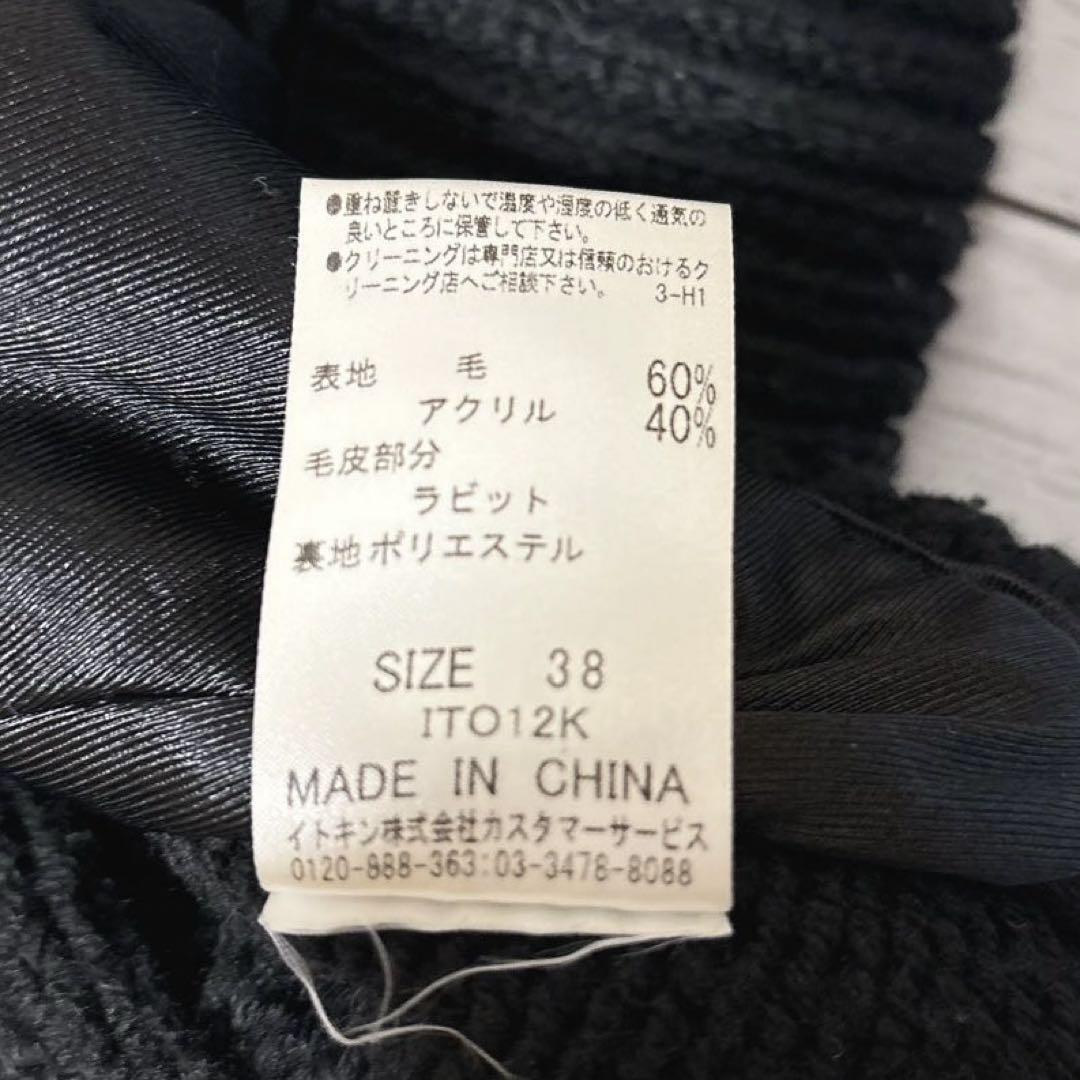 ●重ね置きしないで温度や湿度の低く通気の
良いところに保管して下さい。
●クリーニングは専門店又は信頼のおけるク
リーニング店へご相談下さい。 3-H1
表地 毛 60%
アクリル 40%
毛皮部分
ラビット
裏地ポリエステル
SIZE 38
ITO12K
MADE IN CHINA
イトキン株式会社カスタマーサービス
0120-888-363:03-3478-8088